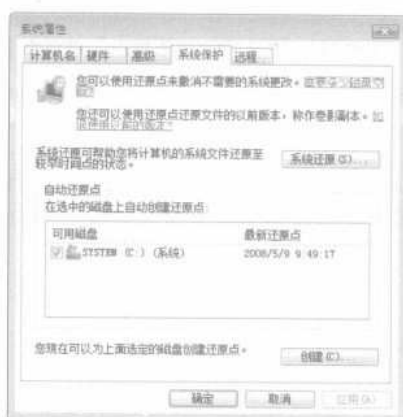 系统属性
计算机名 硬件 高级 系统保护 远程
您可以使用还原点来撤消不需要的系统更改。
您还可以使用还原点还原文件的以前版本，称作卷影副本。如
系统还原可帮助您将计算机的系统文件还原至
较早时间点的状态。
系统还原(S)...
自动还原点
在选中的磁盘上自动创建还原点:
可用磁盘 最新还原点
SYSTEM (C:) (系统) 2008/5/9 9:49:17
您现在可以为上面选定的磁盘创建还原点。
创建(C)...
确定 取消 应用(A)